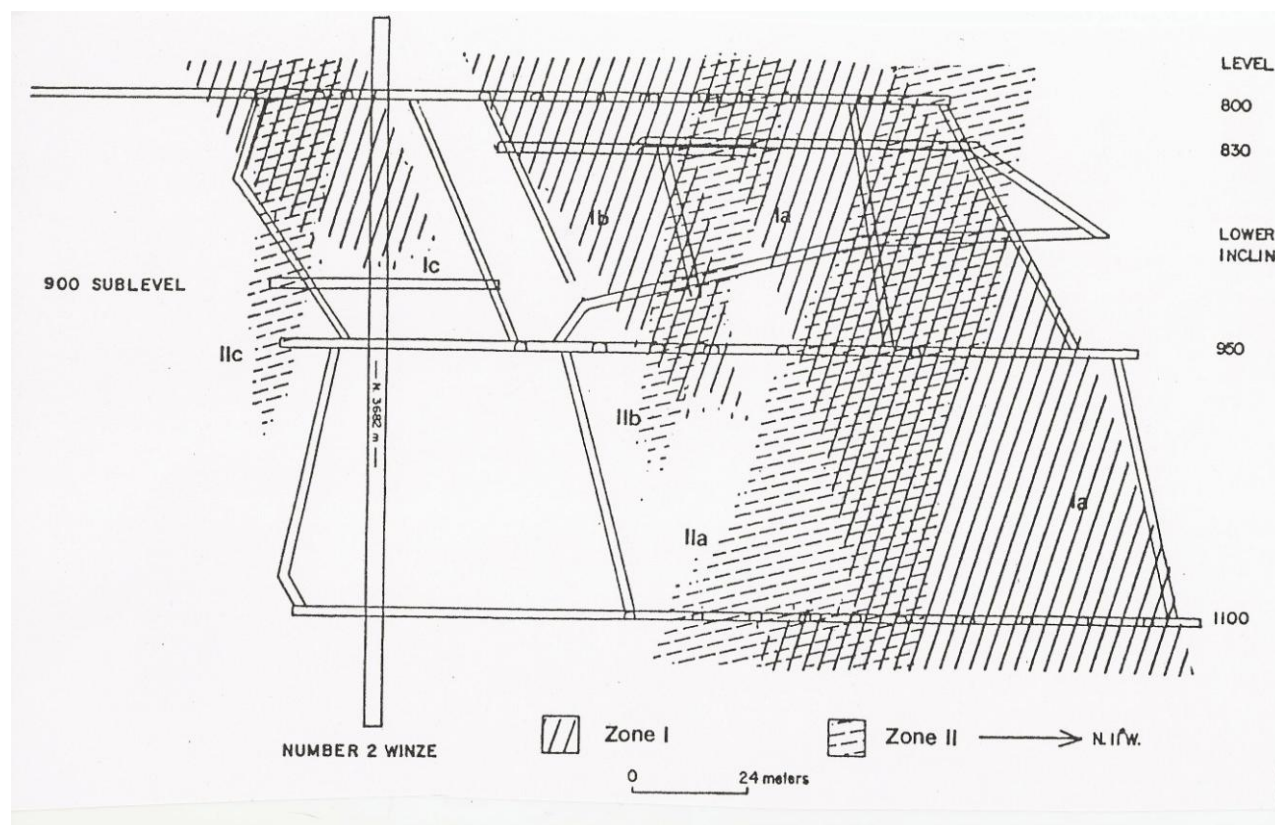 LEVEL
800
830
Ib
Ia
LOWER
INCLIN
Ic
900 SUBLEVEL
IIc
950
N 3682 m
IIb
Ia
IIa
1100
Zone I
Zone II
N. 11°W.
NUMBER 2 WINZE
0
24 meters